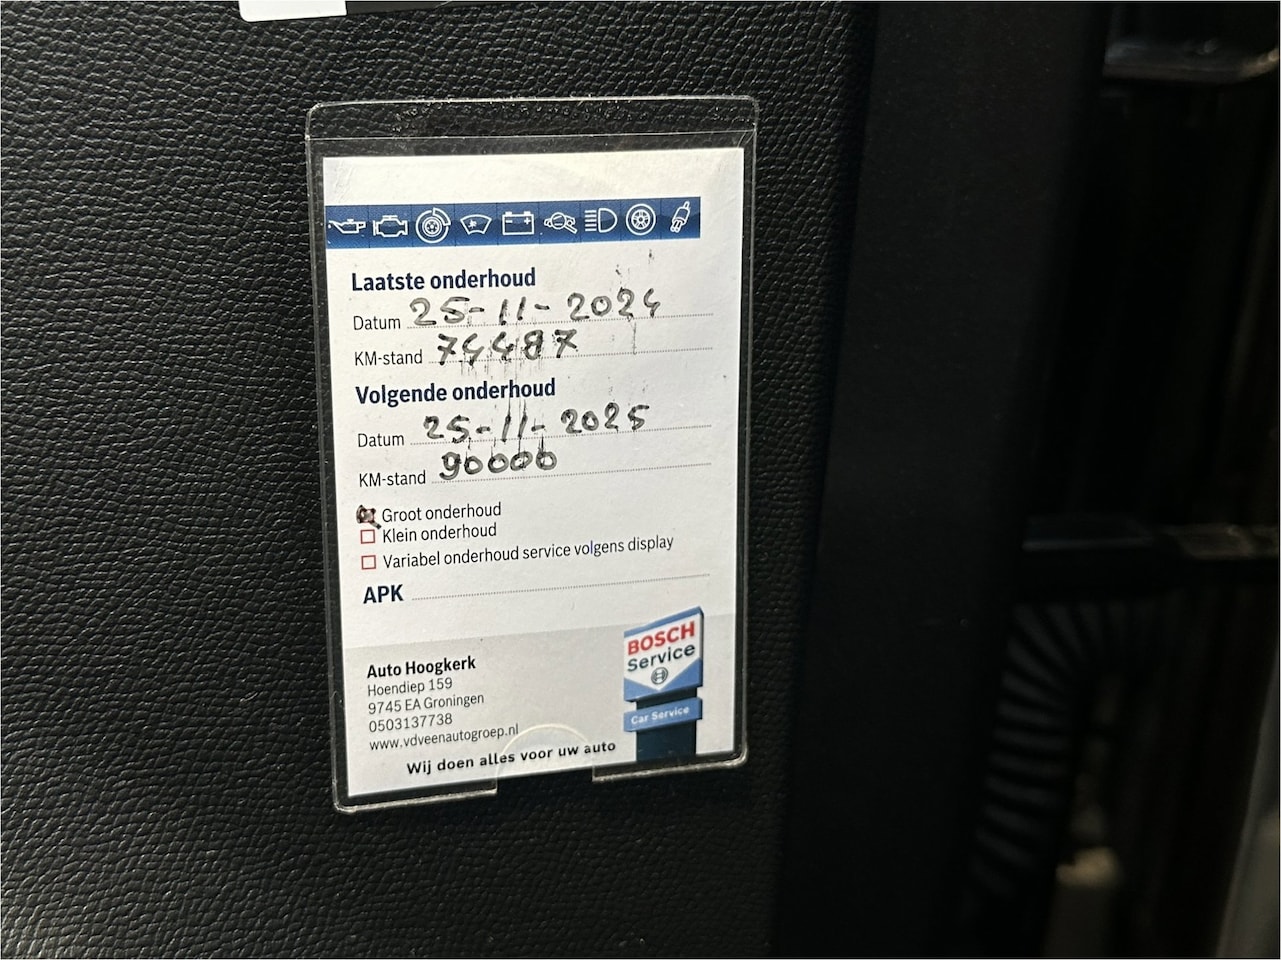 Laatste onderhoud
Datum 25-11-2024
KM-stand 74487
Volgende onderhoud
Datum 25-11-2025
KM-stand 90000
Groot onderhoud
Klein onderhoud
Variabel onderhoud service volgens display
APK
Auto Hoogkerk
Hoendiep 159
9745 EA Groningen
0503137738
www.vdveenautogroep.nl
Wij doen alles voor uw auto
BOSCH
Service
Car Service